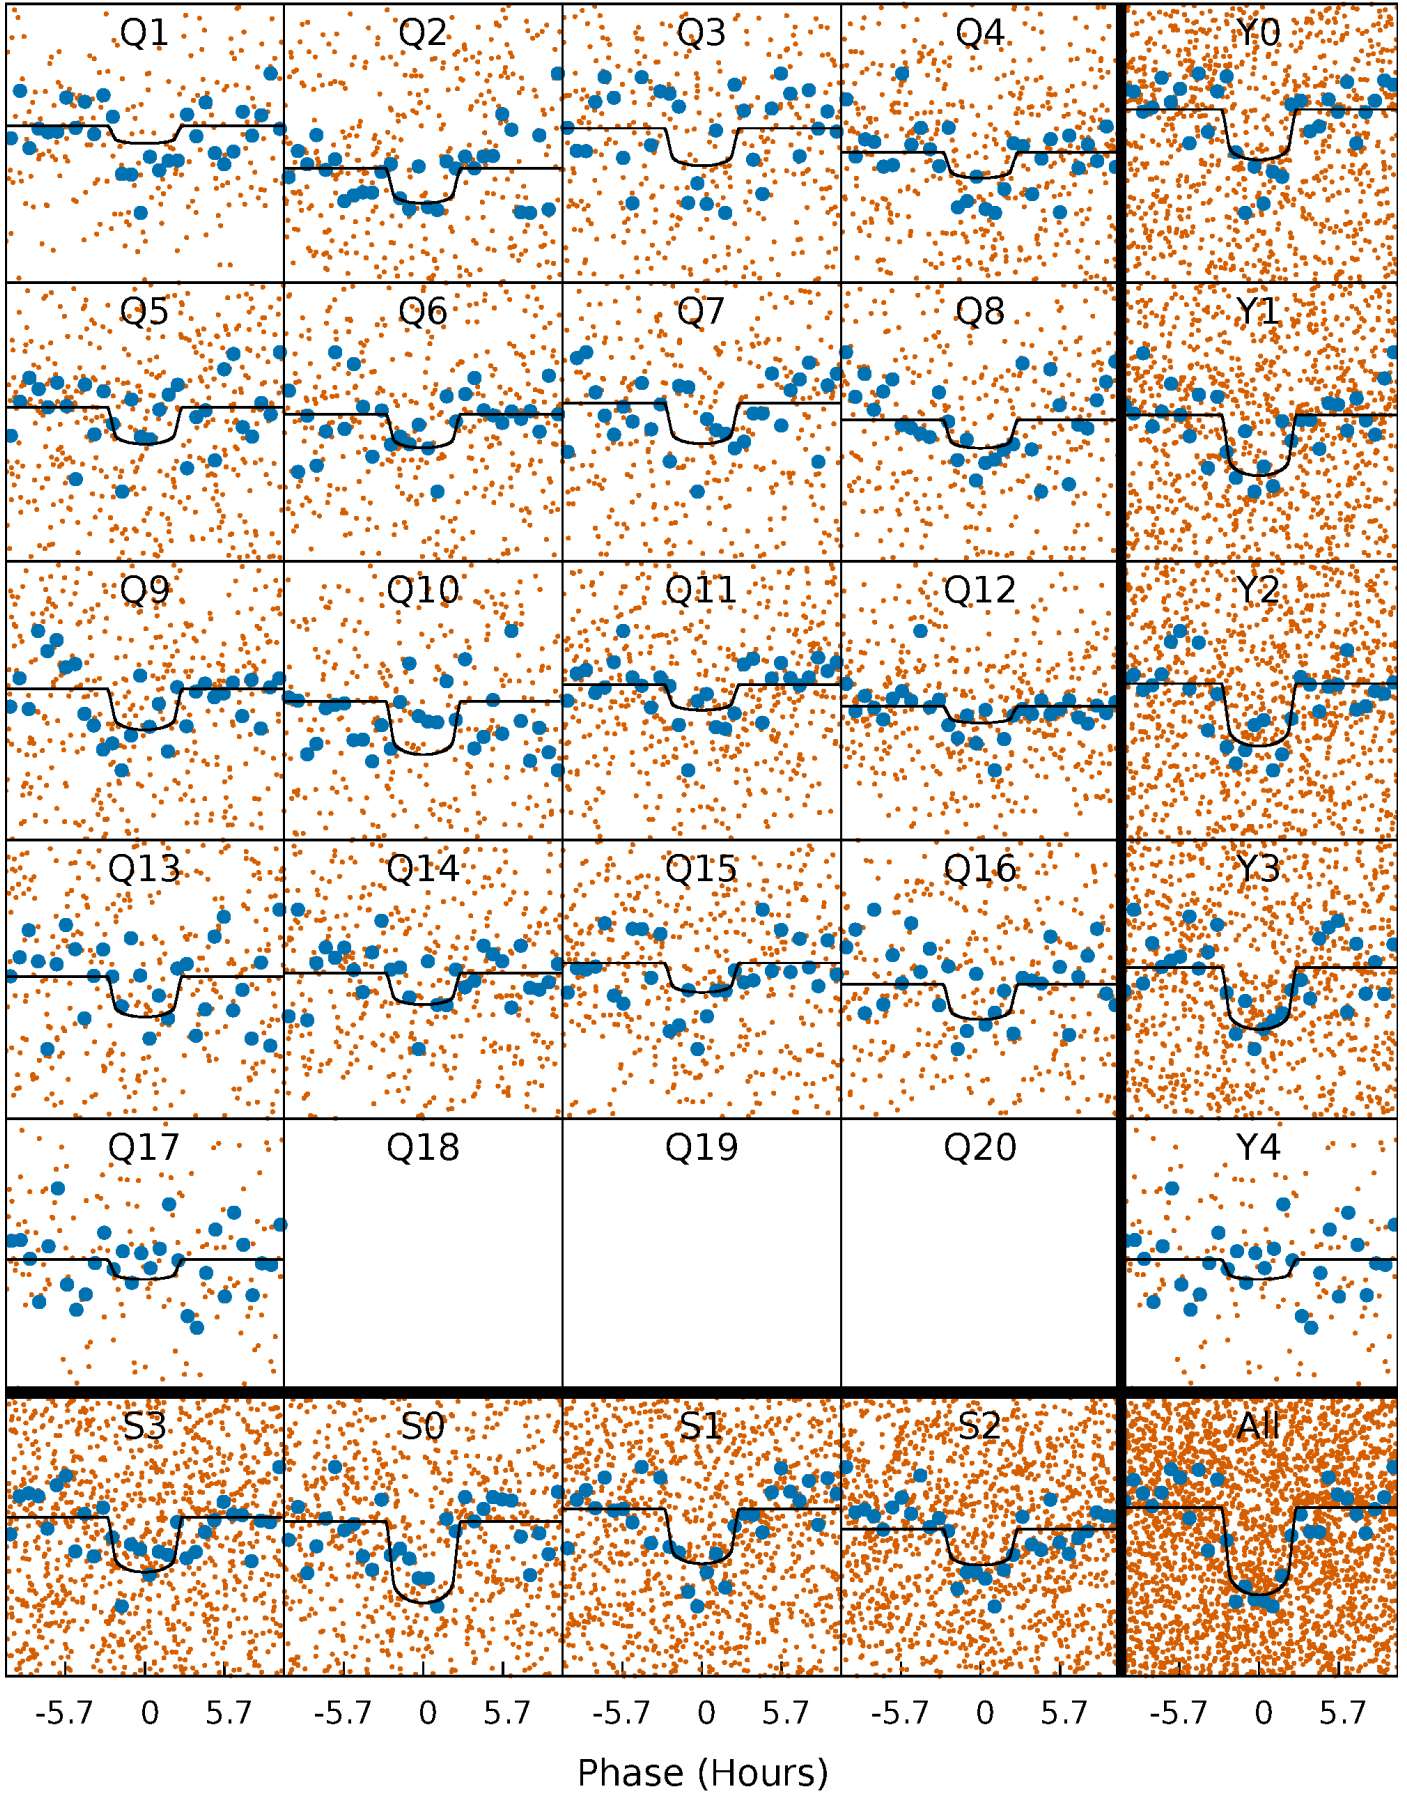 Q1 Q2 Q3 Q4 Y0
Q5 Q6 Q7 Q8 Y1
Q9 Q10 Q11 Q12 Y2
Q13 Q14 Q15 Q16 Y3
Q17 Q18 Q19 Q20 Y4
S3 S0 S1 S2 All
-5.7 0 5.7 -5.7 0 5.7 -5.7 0 5.7 -5.7 0 5.7 -5.7 0 5.7
Phase (Hours)